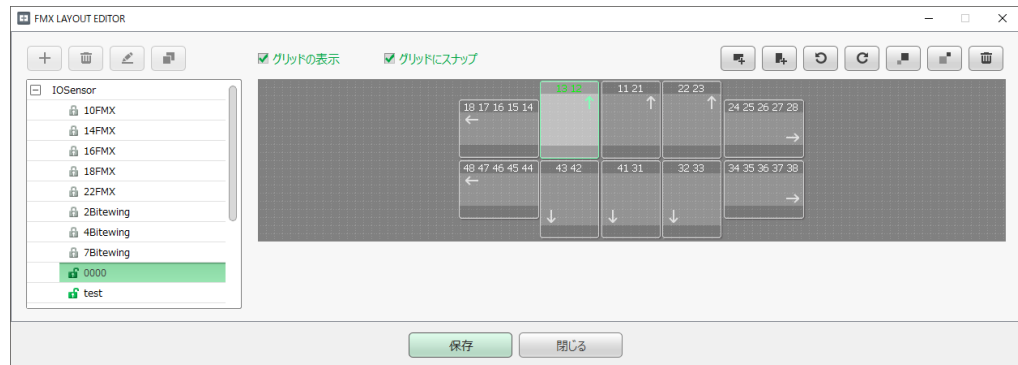 FMX LAYOUT EDITOR
グリッドの表示 グリッドにスナップ
IOSensor
10FMX
14FMX
16FMX
18FMX
22FMX
2Bitewing
4Bitewing
7Bitewing
0000
test
18 17 16 15 14
11 21
22 23
24 25 26 27 28
48 47 46 45 44
43 42
41 31
32 33
34 35 36 37 38
保存 閉じる